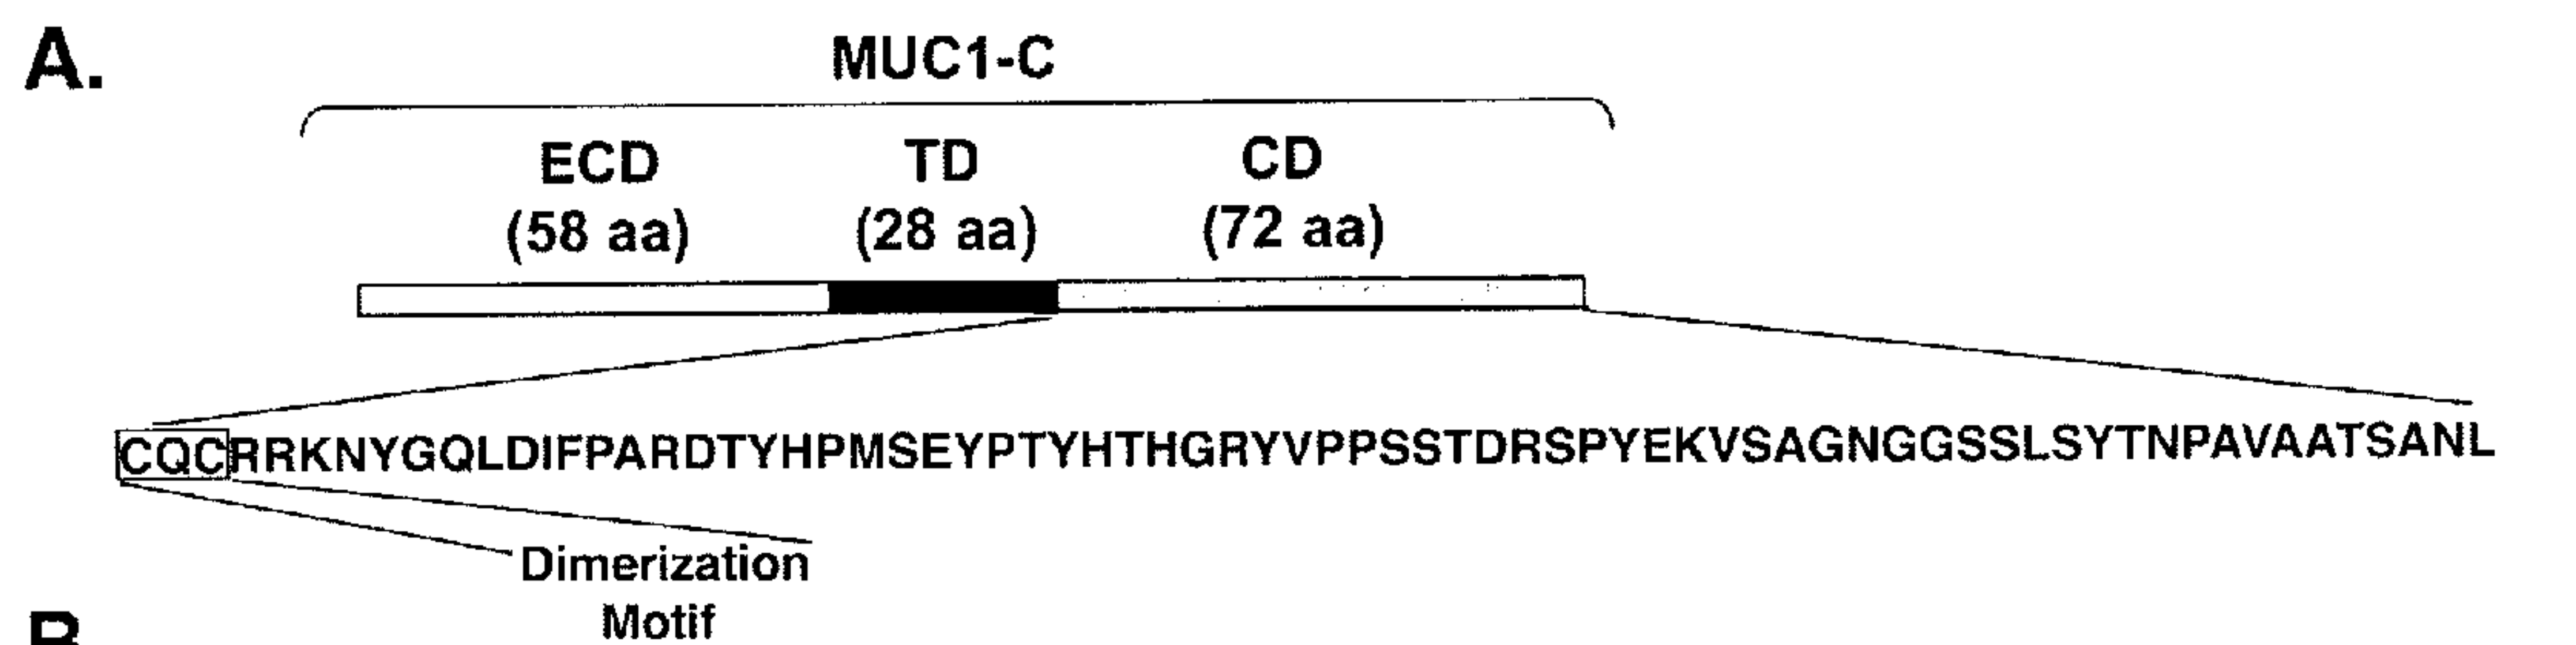 A.
MUC1-C
ECD TD CD
(58 aa) (28 aa) (72 aa)
CQCRRKNYGQLDIFPARDTYHPMSEYPTYHTHGRYVPPSSTDRSPYEKVSAGNGGSSLSYTNPAVAATSANL
Dimerization
Motif
B